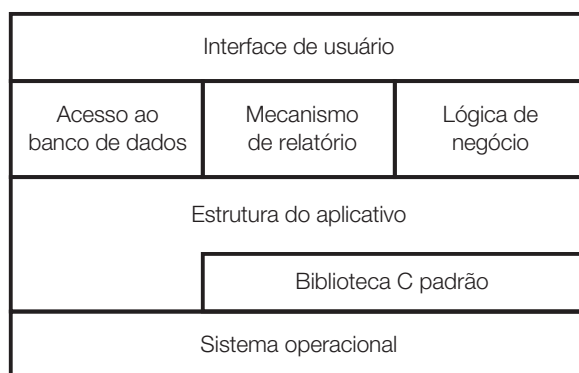 Interface de usuário
Acesso ao
banco de dados
Mecanismo
de relatório
Lógica de
negócio
Estrutura do aplicativo
Biblioteca C padrão
Sistema operacional